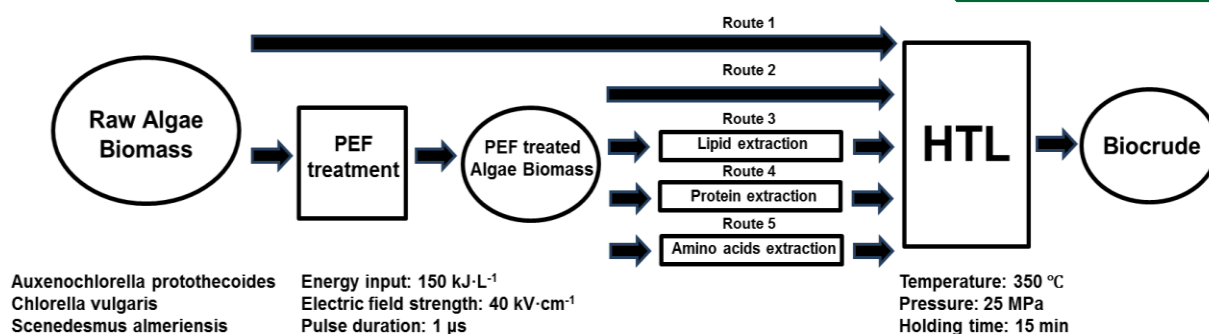 Route 1
Route 2
Raw Algae
Biomass
PEF
treatment
PEF treated
Algae Biomass
Route 3
Lipid extraction
Route 4
Protein extraction
Route 5
Amino acids extraction
HTL
Biocrude
Auxenochlorella protothecoides
Chlorella vulgaris
Scenedesmus almeriensis
Energy input: 150 kJ·L⁻¹
Electric field strength: 40 kV·cm⁻¹
Pulse duration: 1 µs
Temperature: 350 ℃
Pressure: 25 MPa
Holding time: 15 min